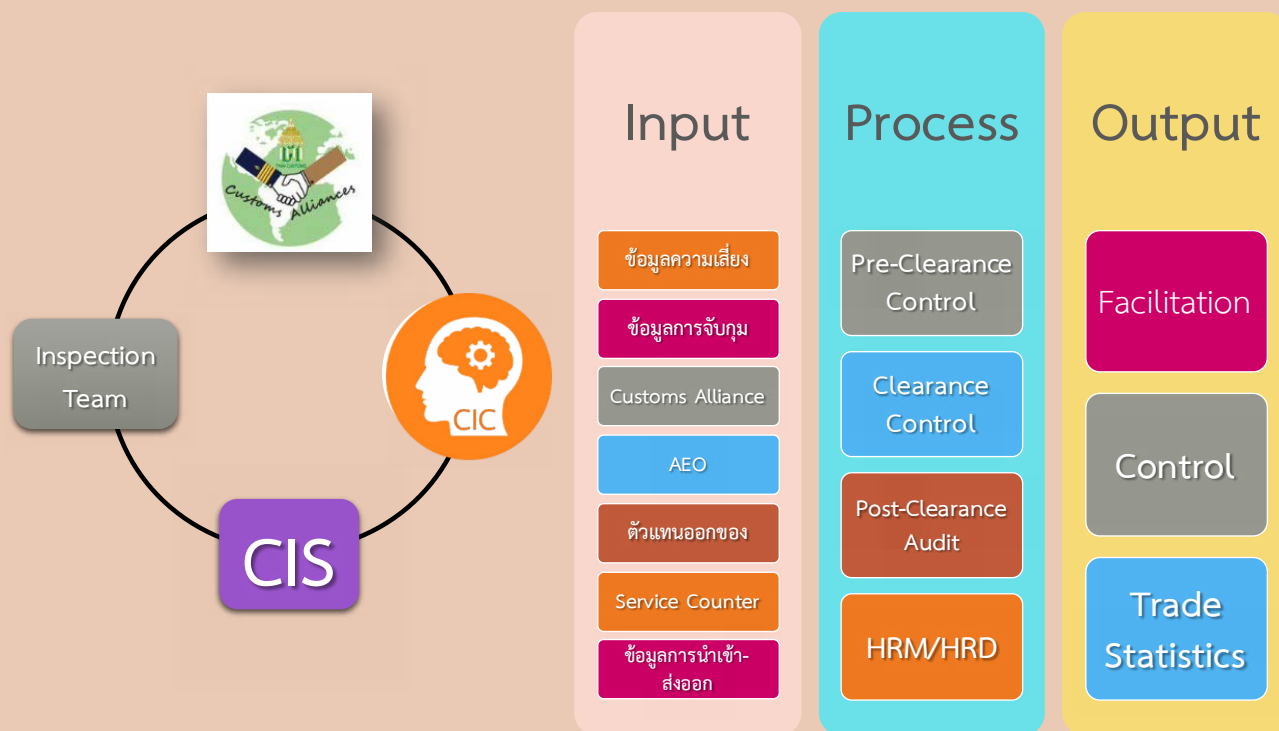 Customs Alliances
Inspection
Team
CIC
CIS
Input
ข้อมูลความเสี่ยง
ข้อมูลการจับกุม
Customs Alliance
AEO
ตัวแทนออกของ
Service Counter
ข้อมูลการนำเข้า-
ส่งออก
Process
Pre-Clearance
Control
Clearance
Control
Post-Clearance
Audit
HRM/HRD
Output
Facilitation
Control
Trade
Statistics